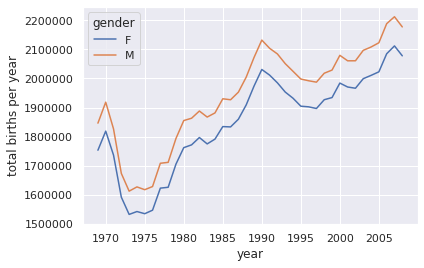 gender
F
M
total births per year
2200000
2100000
2000000
1900000
1800000
1700000
1600000
1500000
1970 1975 1980 1985 1990 1995 2000 2005
year